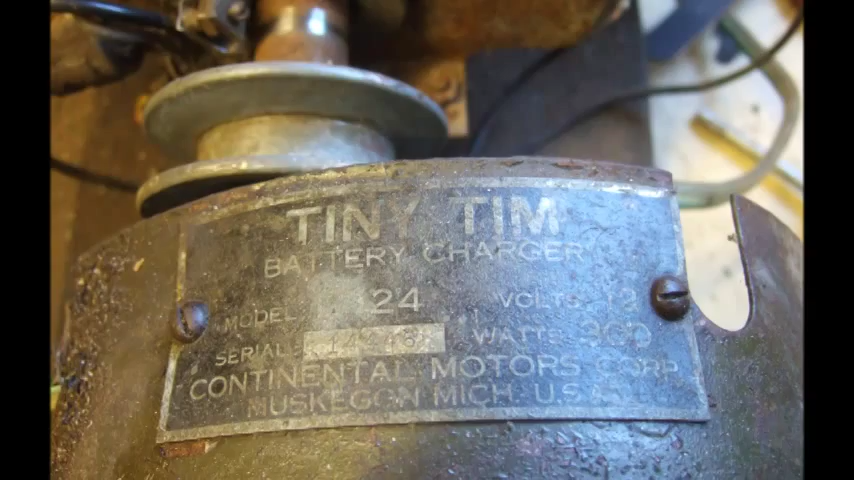 TINY TIM
BATTERY CHARGER
MODEL 24 VOLTS 12
SERIAL WATTS 300
CONTINENTAL MOTORS CORP.
MUSKEGON MICH. U.S.A.